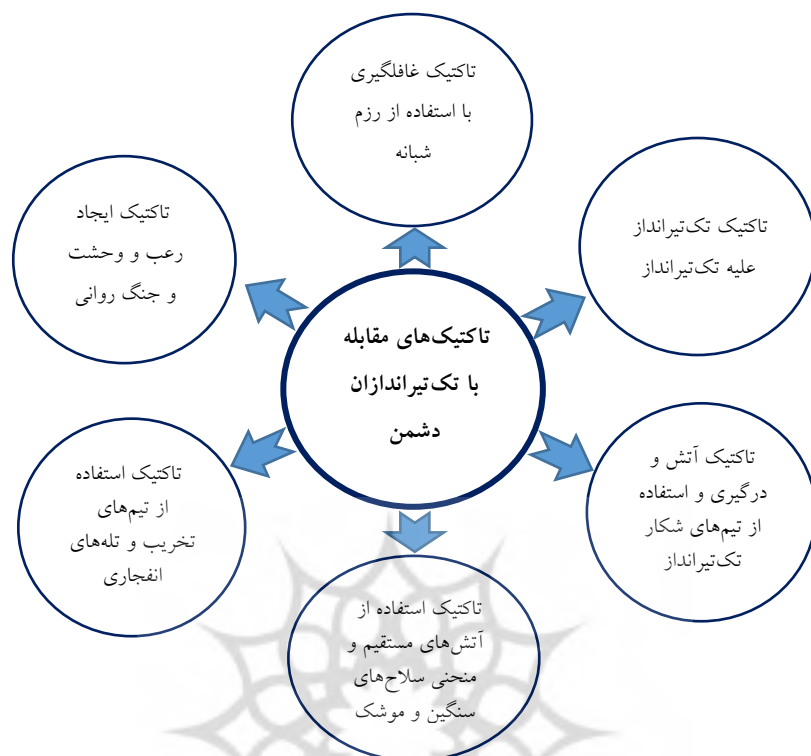 تاکتیک غافلگیری
با استفاده از رزم
شبانه
تاکتیک تک‌تیرانداز
علیه تک‌تیرانداز
تاکتیک آتش و
درگیری و استفاده
از تیم‌های شکار
تک‌تیرانداز
تاکتیک استفاده از
آتش‌های مستقیم و
منحنی سلاح‌های
سنگین و موشک
تاکتیک استفاده
از تیم‌های
تخریب و تله‌های
انفجاری
تاکتیک ایجاد
رعب و وحشت
و جنگ روانی
تاکتیک‌های مقابله
با تک‌تیراندازان
دشمن